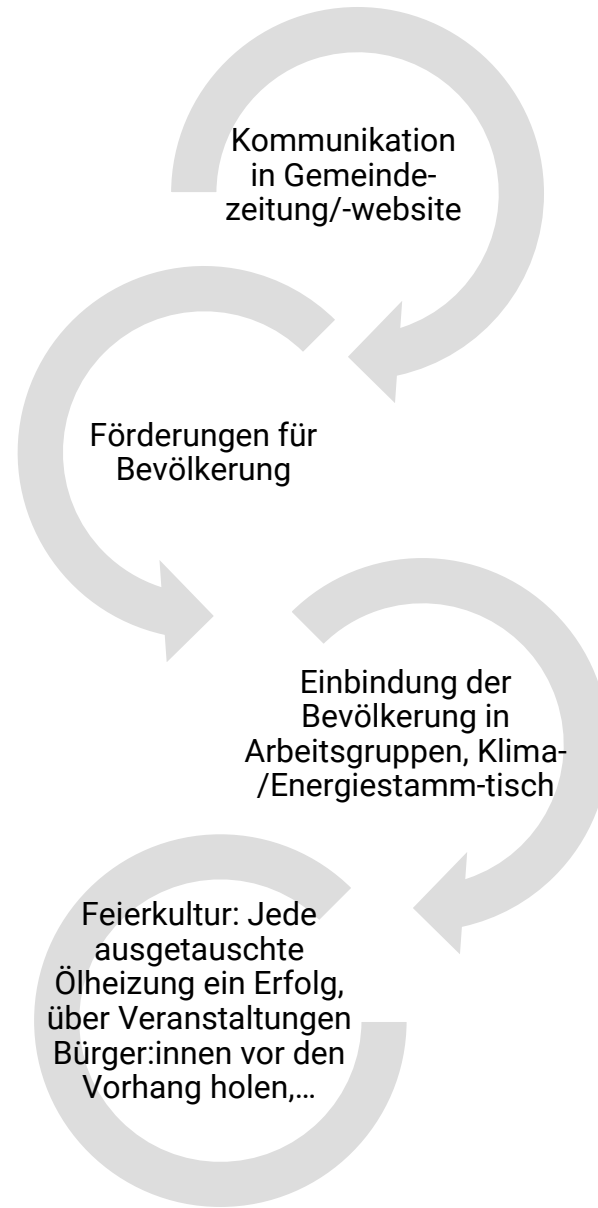 Kommunikation
in Gemeinde-
zeitung/-website
Förderungen für
Bevölkerung
Einbindung der
Bevölkerung in
Arbeitsgruppen, Klima-
/Energiestamm-tisch
Feierkultur: Jede
ausgetauschte
Ölheizung ein Erfolg,
über Veranstaltungen
Bürger:innen vor den
Vorhang holen,...